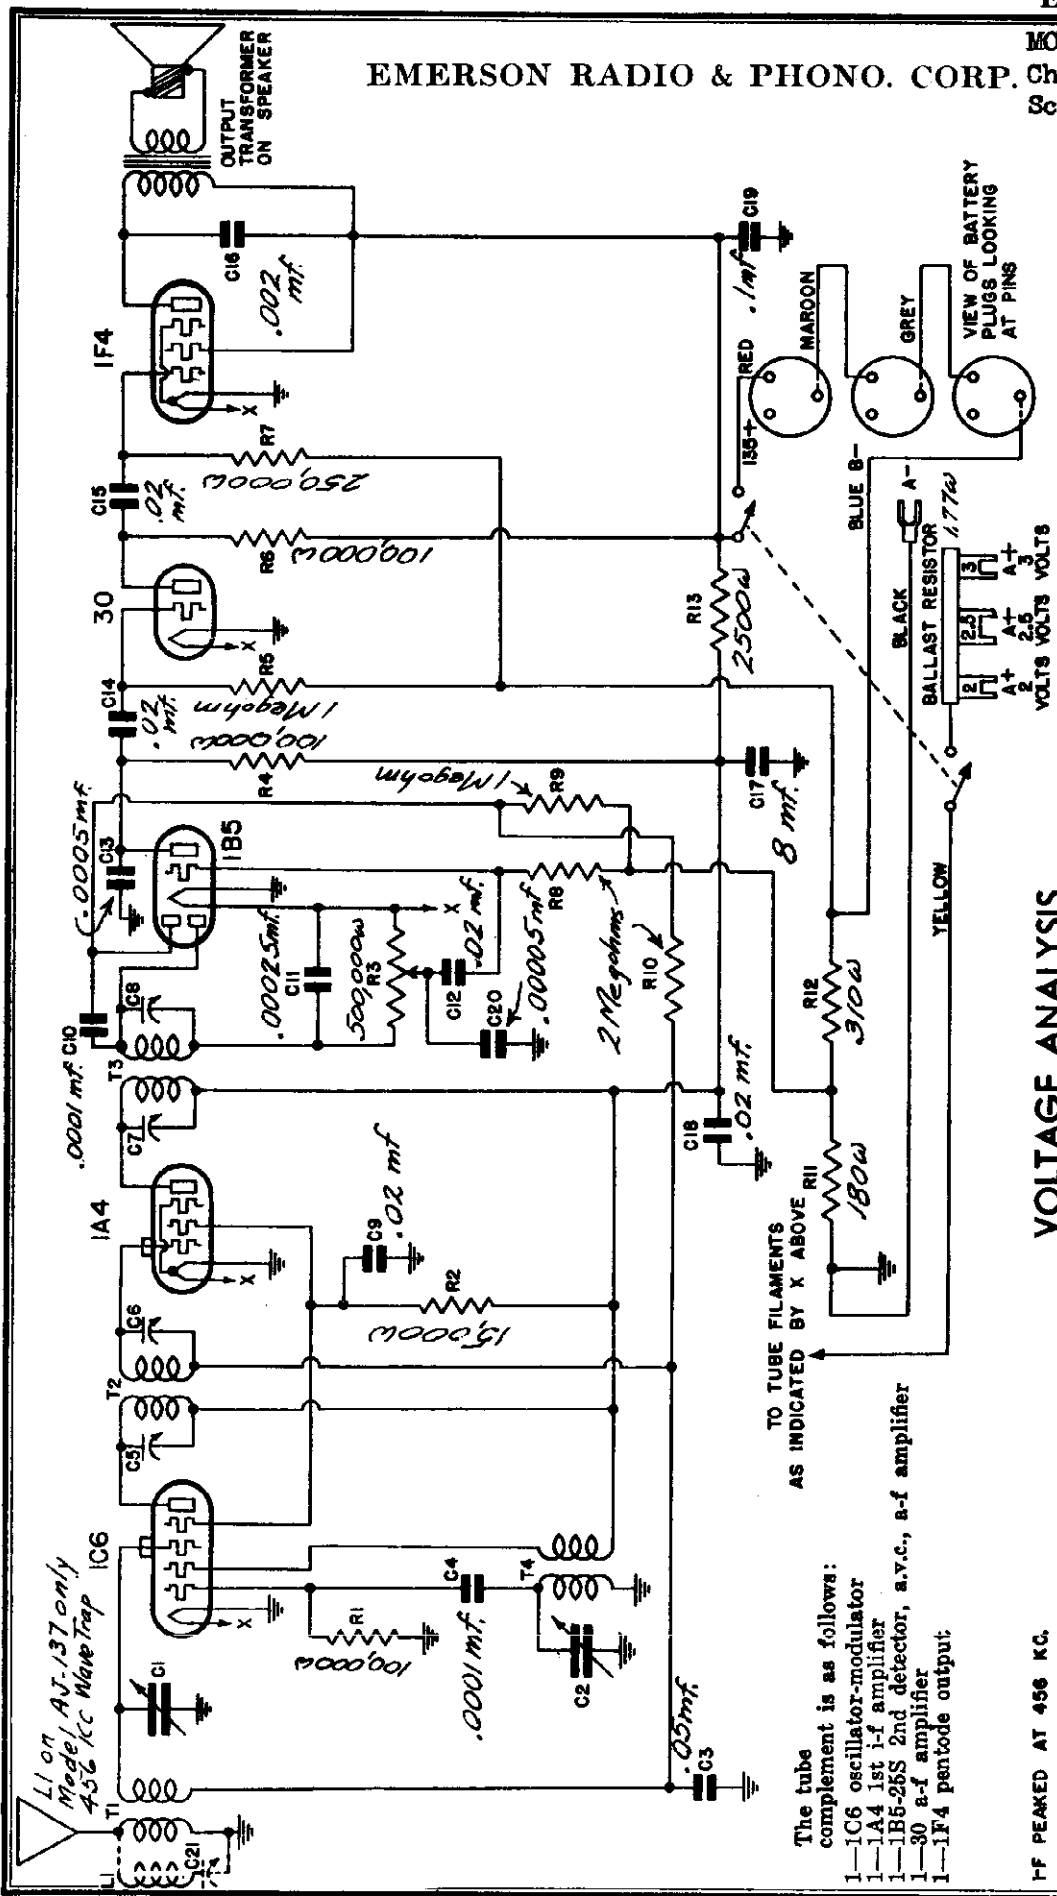 E
EMERSON RADIO & PHONO. CORP.
MO
Ch
Sc
L1 on
Model AJ-137 only
456 KC Wave Trap
L1
C21
T1
C1
1C6
X
R1
100,000ω
C4
.0001 mf.
T4
C2
C3
.05mf.
C5
T2
C6
1A4
X
C9
.02 mf
R2
15,000ω
C7
T3
C8
C10
.0001 mf.
C13
.0005mf.
1B5
X
C11
.00025mf.
500,000ω
R3
C12
.02 mf.
C20
.00005mf
R8
2 Megohms
R9
1 Megohm
R10
R4
100,000ω
C14
.02
mf.
R5
1 Megohm
30
X
R6
100,000ω
C15
.02
mf.
R7
250,000ω
1F4
X
C16
.002
mf.
OUTPUT
TRANSFORMER
ON SPEAKER
C19
.1mf
R13
2500ω
C17
8 mf.
C18
.02 mf.
R12
310ω
R11
180ω
135+
RED
MAROON
GREY
BLUE B-
BLACK
A-
VIEW OF BATTERY
PLUGS LOOKING
AT PINS
BALLAST RESISTOR
1.77ω
2
2.5
3
A+
A+
A+
2
2.5
3
VOLTS VOLTS VOLTS
YELLOW
TO TUBE FILAMENTS
AS INDICATED BY X ABOVE
The tube
complement is as follows:
1—1C6 oscillator-modulator
1—1A4 1st i-f amplifier
1—1B5-25S 2nd detector, a.v.c., a-f amplifier
1—30 a-f amplifier
1—1F4 pentode output
I-F PEAKED AT 456 KC.
VOLTAGE ANALYSIS